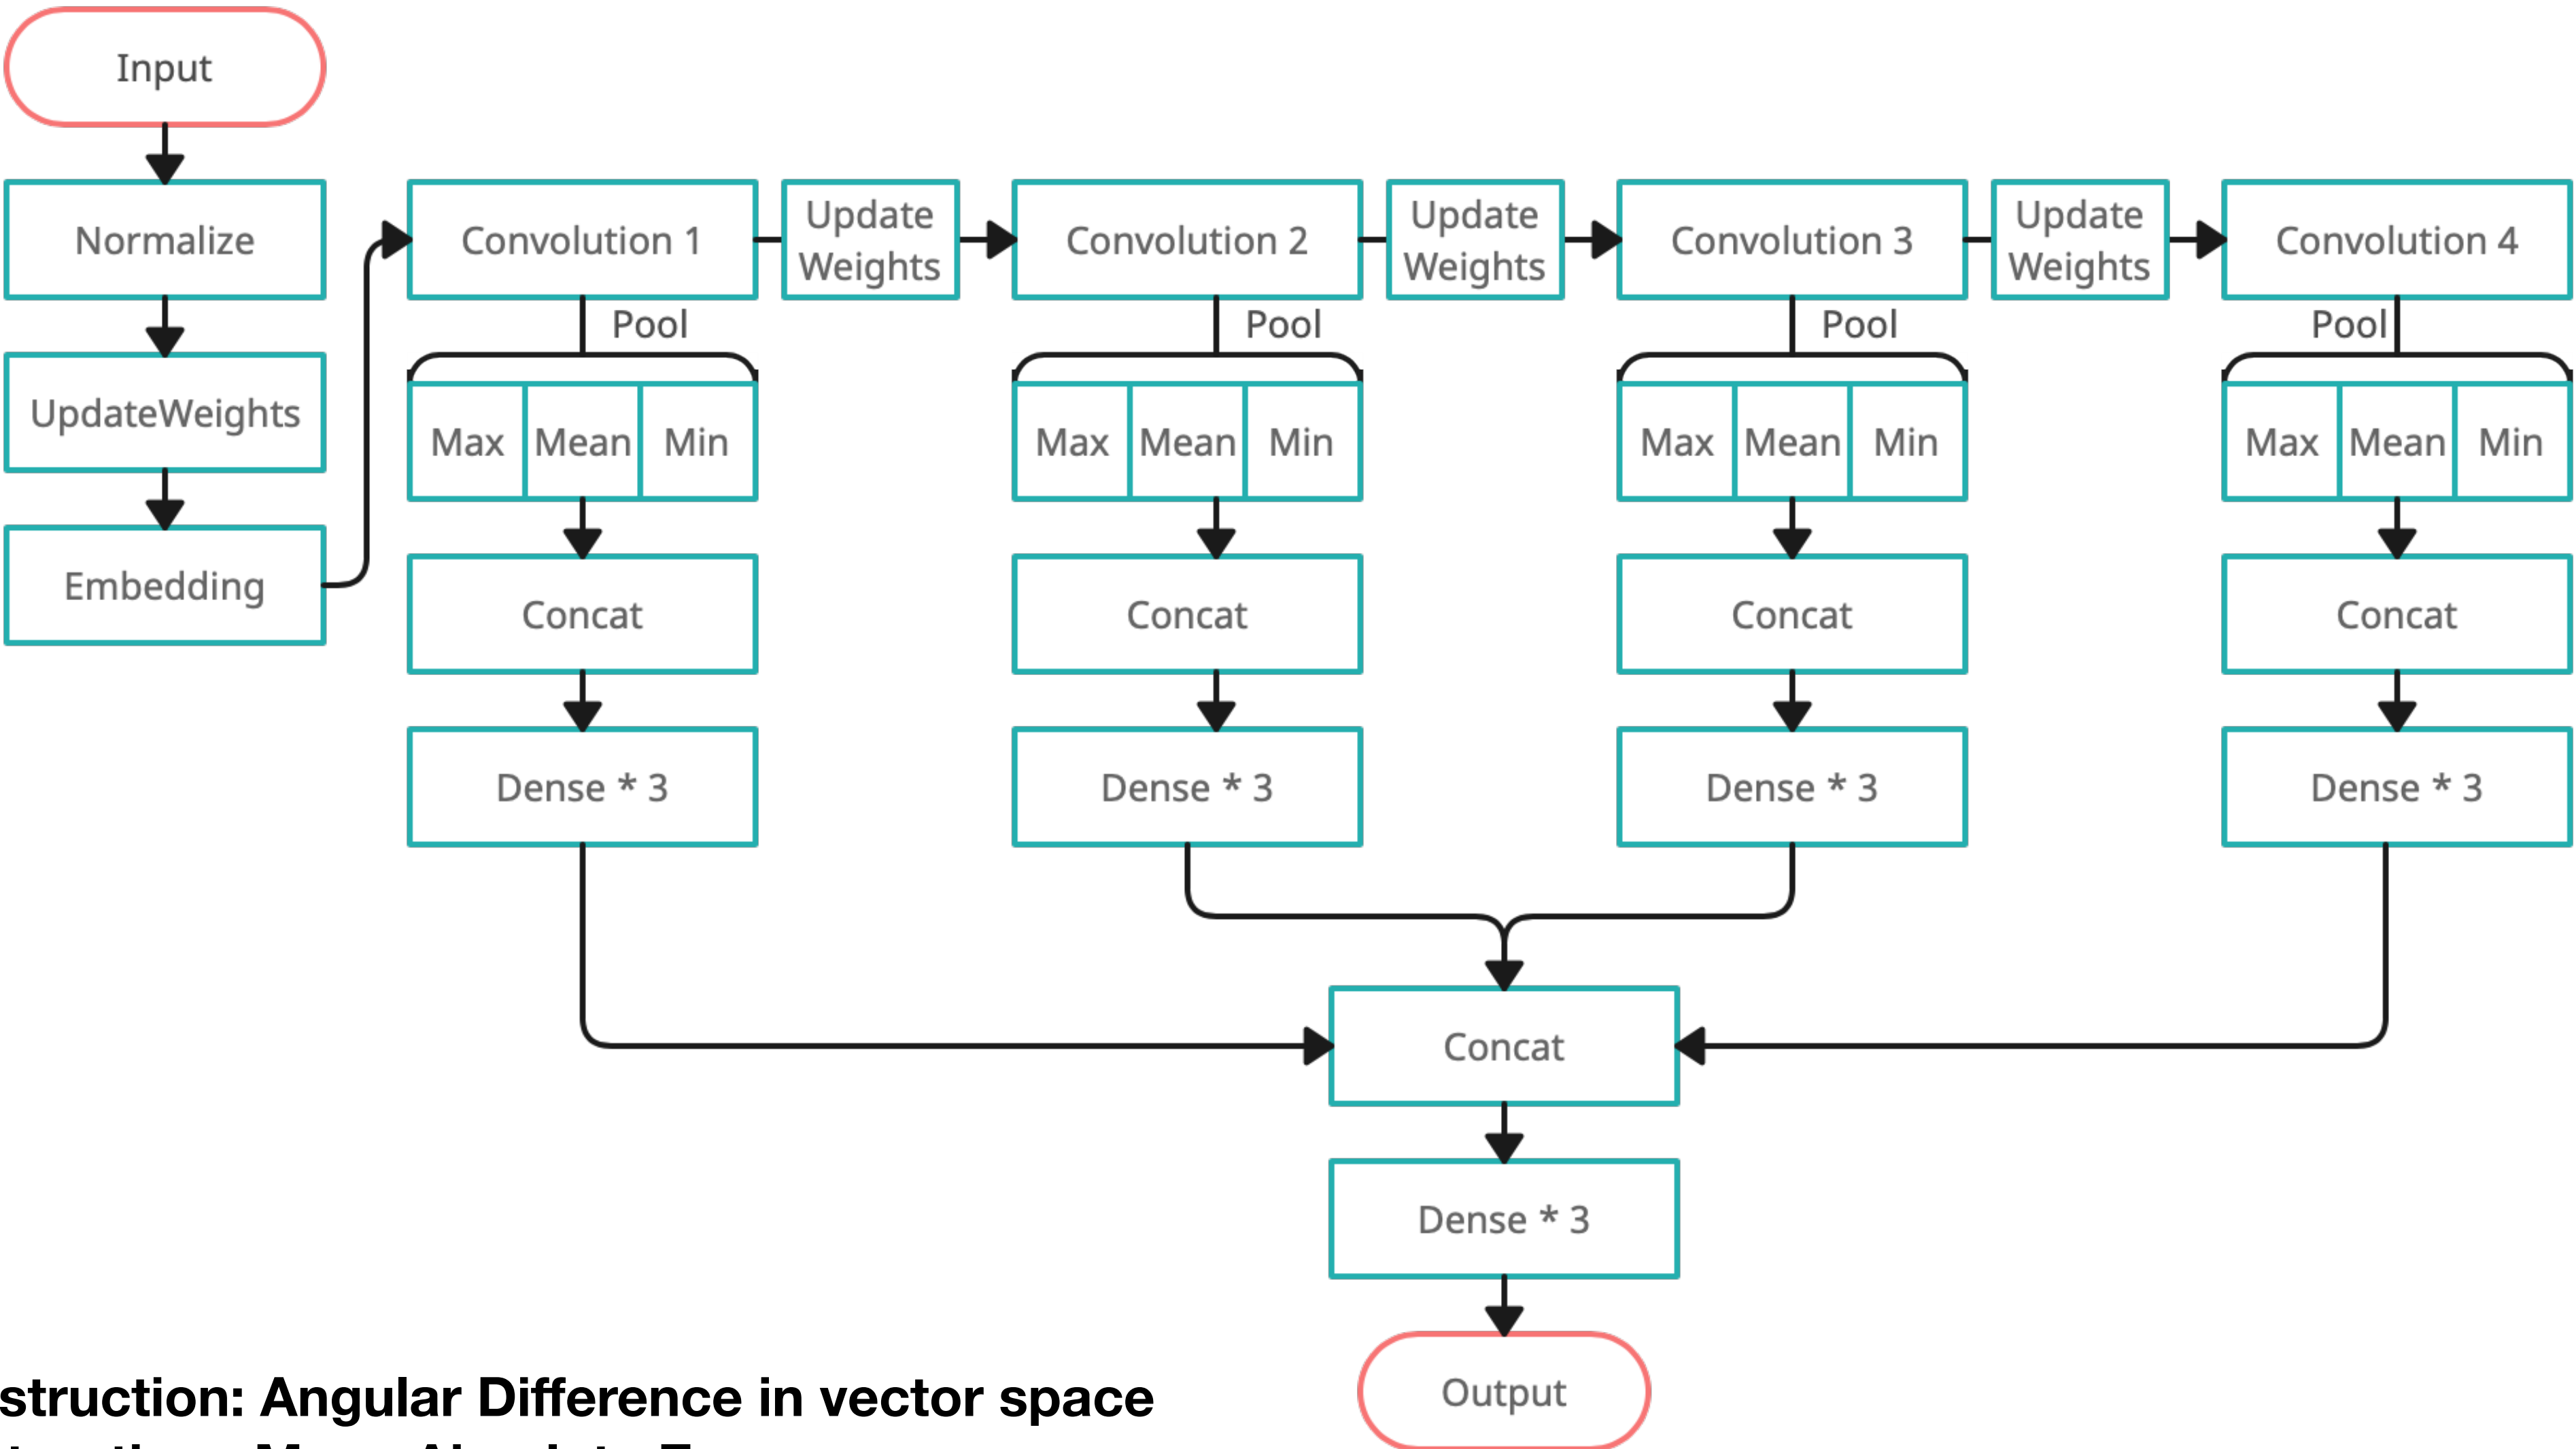 Input
Normalize
UpdateWeights
Embedding
Convolution 1
Update
Weights
Convolution 2
Update
Weights
Convolution 3
Update
Weights
Convolution 4
Pool
Pool
Pool
Pool
Max Mean Min
Max Mean Min
Max Mean Min
Max Mean Min
Concat
Concat
Concat
Concat
Dense * 3
Dense * 3
Dense * 3
Dense * 3
Concat
Dense * 3
Output
struction: Angular Difference in vector space